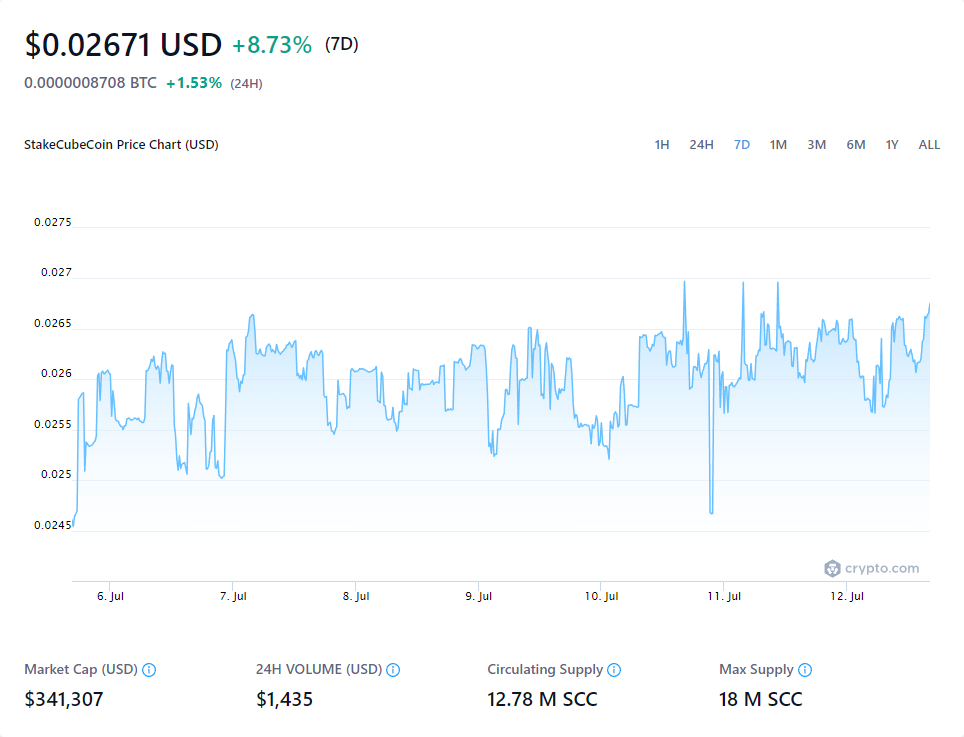 $0.02671 USD +8.73% (7D)
0.0000008708 BTC +1.53% (24H)
StakeCubeCoin Price Chart (USD) 1H 24H 7D 1M 3M 6M 1Y ALL
0.0275
0.027
0.0265
0.026
0.0255
0.025
0.0245
crypto.com
6. Jul 7. Jul 8. Jul 9. Jul 10. Jul 11. Jul 12. Jul
Market Cap (USD) 24H VOLUME (USD) Circulating Supply Max Supply
$341,307 $1,435 12.78 M SCC 18 M SCC